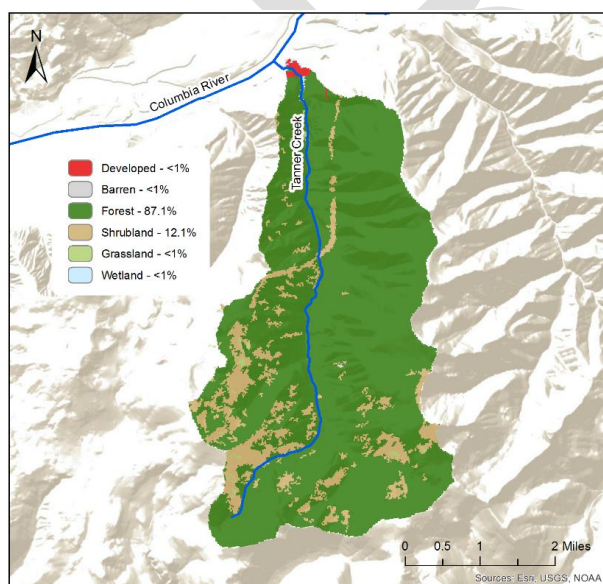 N
Columbia River
Tanner Creek
Developed - <1%
Barren - <1%
Forest - 87.1%
Shrubland - 12.1%
Grassland - <1%
Wetland - <1%
0 0.5 1 2 Miles
Sources: Esri, USGS, NOAA